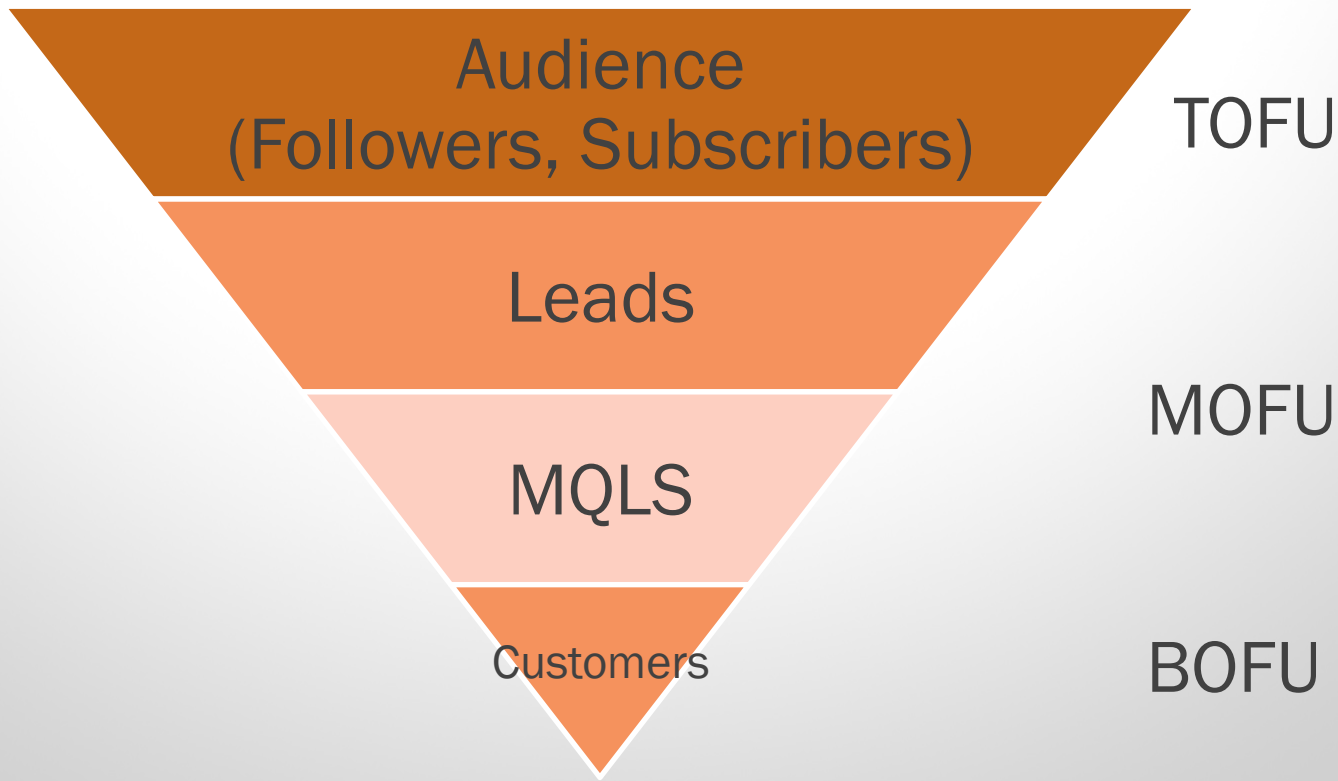 Audience
(Followers, Subscribers)
TOFU
Leads
MOFU
MQLS
Customers
BOFU